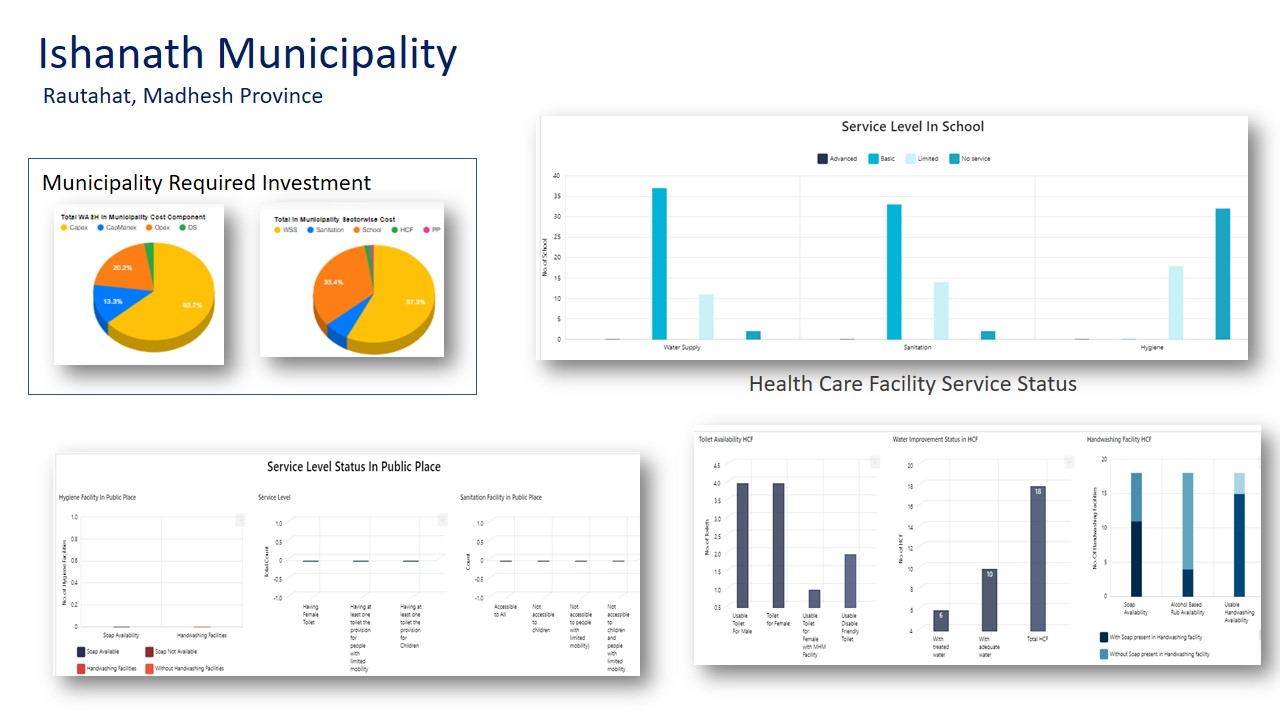 Ishanath Municipality
Rautahat, Madhesh Province
Municipality Required Investment
Total WASH In Municipality Cost Component
Capex CapManex Opex DS
20.2%
13.3%
63.7%
Total In Municipality Sectorwise Cost
WSS Sanitation School HCF PP
33.4%
57.3%
Service Level In School
Advanced Basic Limited No service
No. of School
40
35
30
25
20
15
10
5
0
Water Supply Sanitation Hygiene
Health Care Facility Service Status
Service Level Status In Public Place
Hygiene Facility In Public Place
No. of Hygiene Facilities
1.0
0.8
0.6
0.4
0.2
0
Soap Availability Handwashing Facilities
Soap Available Soap Not Available
Handwashing Facilities Without Handwashing Facilities
Service Level
Total Count
1.0
0.5
0
-0.5
-1.0
Having
Female
Toilet
Having at
least one
toilet the
provision
for
people
with
limited
mobility
Having at
least one
toilet the
provision
for
Children
Sanitation Facility in Public Place
Count
1.0
0.5
0
-0.5
-1.0
Accessible
to All
Not
accessible
to
children
Not
accessible
to people
with
limited
mobility)
Not
accessible
to
children
and
people
with
limited
mobility
Toilet Availability HCF
No. of Toilets
4.5
4.0
3.5
3.0
2.5
2.0
1.5
1.0
0.5
Usable
Toilet
For Male
Toilet
for Female
Usable
Toilet
for
Female
with MHM
Facility
Usable
Disable
Friendly
Toilet
Water Improvement Status in HCF
No. of HCF
20
18
16
14
12
10
8
6
4
6
10
18
With
treated
water
With
adequate
water
Total HCF
Handwashing Facility HCF
No. Of Handwashing Facilities
20
15
10
5
0
Soap
Availability
Alcohol Based
Rub Availability
Usable
Handwashing
Availability
With Soap present in Handwashing facility
Without Soap present in Handwashing facility